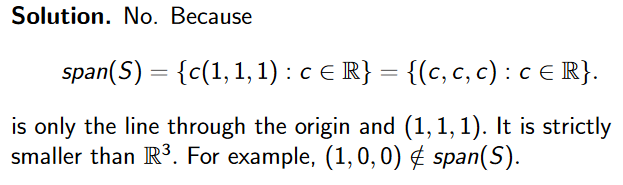 Solution. No. Because
span(S) = {c(1, 1, 1) : c ∈ ℝ} = {(c, c, c) : c ∈ ℝ}.
is only the line through the origin and (1, 1, 1). It is strictly
smaller than ℝ³. For example, (1, 0, 0) ∉ span(S).